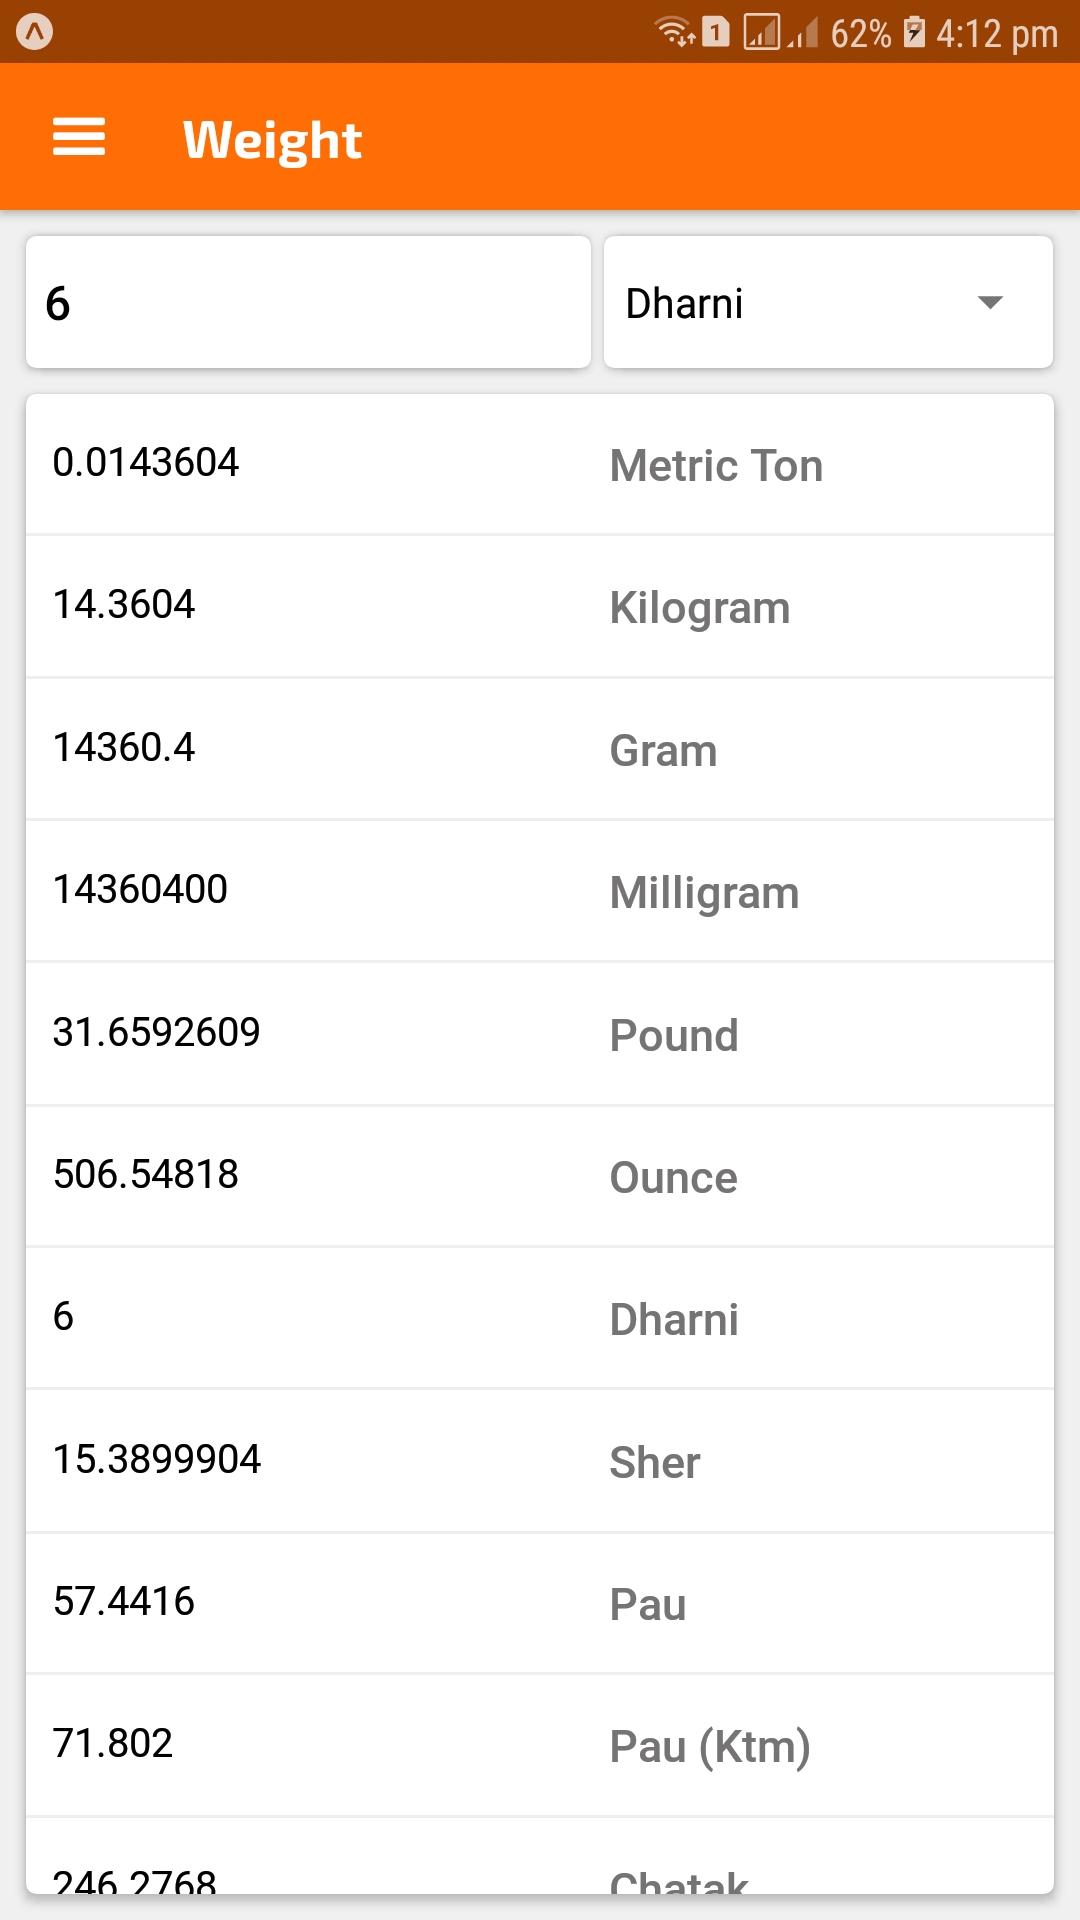 1 62% 4:12 pm
Weight
6 Dharni
0.0143604 Metric Ton
14.3604 Kilogram
14360.4 Gram
14360400 Milligram
31.6592609 Pound
506.54818 Ounce
6 Dharni
15.3899904 Sher
57.4416 Pau
71.802 Pau (Ktm)
246.2768 Chatak